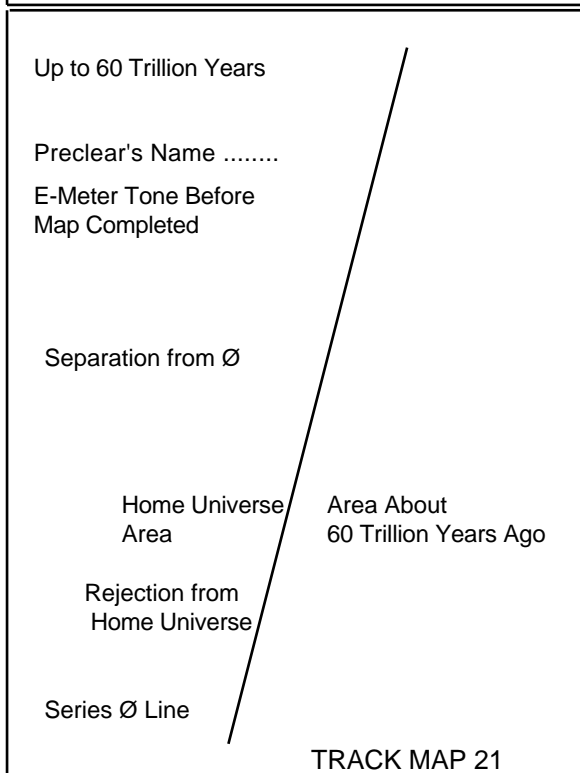 Up to 60 Trillion Years
Preclear's Name ........
E-Meter Tone Before
Map Completed
Separation from Ø
Home Universe
Area
Area About
60 Trillion Years Ago
Rejection from
Home Universe
Series Ø Line
TRACK MAP 21